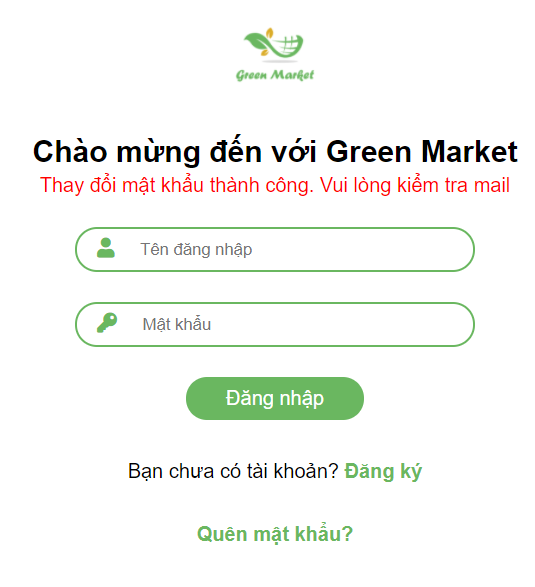 Green Market
Chào mừng đến với Green Market
Thay đổi mật khẩu thành công. Vui lòng kiểm tra mail
Tên đăng nhập
Mật khẩu
Đăng nhập
Bạn chưa có tài khoản? Đăng ký
Quên mật khẩu?